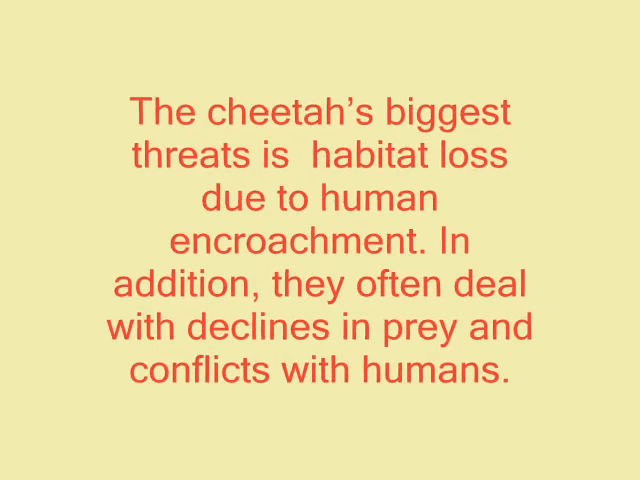 The cheetah’s biggest
threats is  habitat loss
due to human
encroachment. In
addition, they often deal
with declines in prey and
conflicts with humans.